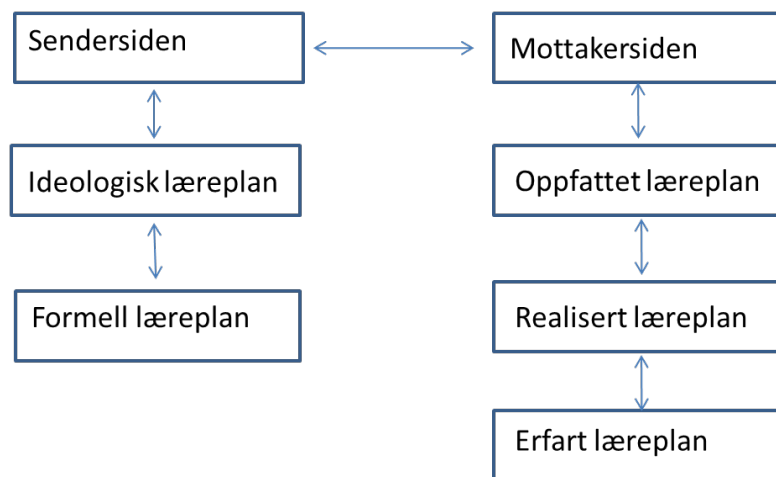 Sendersiden
Mottakersiden
Ideologisk læreplan
Oppfattet læreplan
Formell læreplan
Realisert læreplan
Erfart læreplan